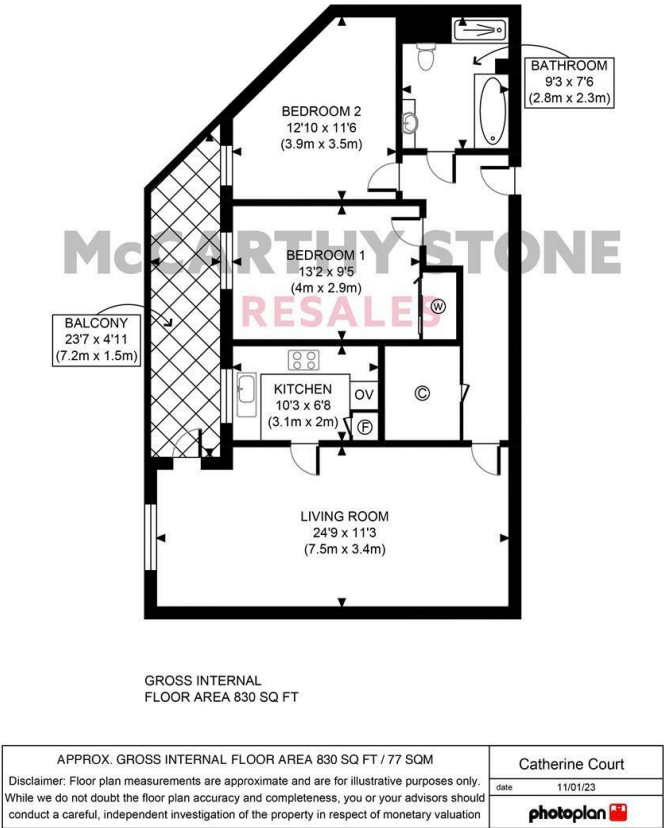 BATHROOM
9'3 x 7'6
(2.8m x 2.3m)
BEDROOM 2
12'10 x 11'6
(3.9m x 3.5m)
McCARTHY STONE
RESALES
BEDROOM 1
13'2 x 9'5
(4m x 2.9m)
W
BALCONY
23'7 x 4'11
(7.2m x 1.5m)
KITCHEN
10'3 x 6'8
(3.1m x 2m)
OV
F
C
LIVING ROOM
24'9 x 11'3
(7.5m x 3.4m)
GROSS INTERNAL
FLOOR AREA 830 SQ FT
APPROX. GROSS INTERNAL FLOOR AREA 830 SQ FT / 77 SQM
Disclaimer: Floor plan measurements are approximate and are for illustrative purposes only.
While we do not doubt the floor plan accuracy and completeness, you or your advisors should
conduct a careful, independent investigation of the property in respect of monetary valuation
Catherine Court
date 11/01/23
photoplan